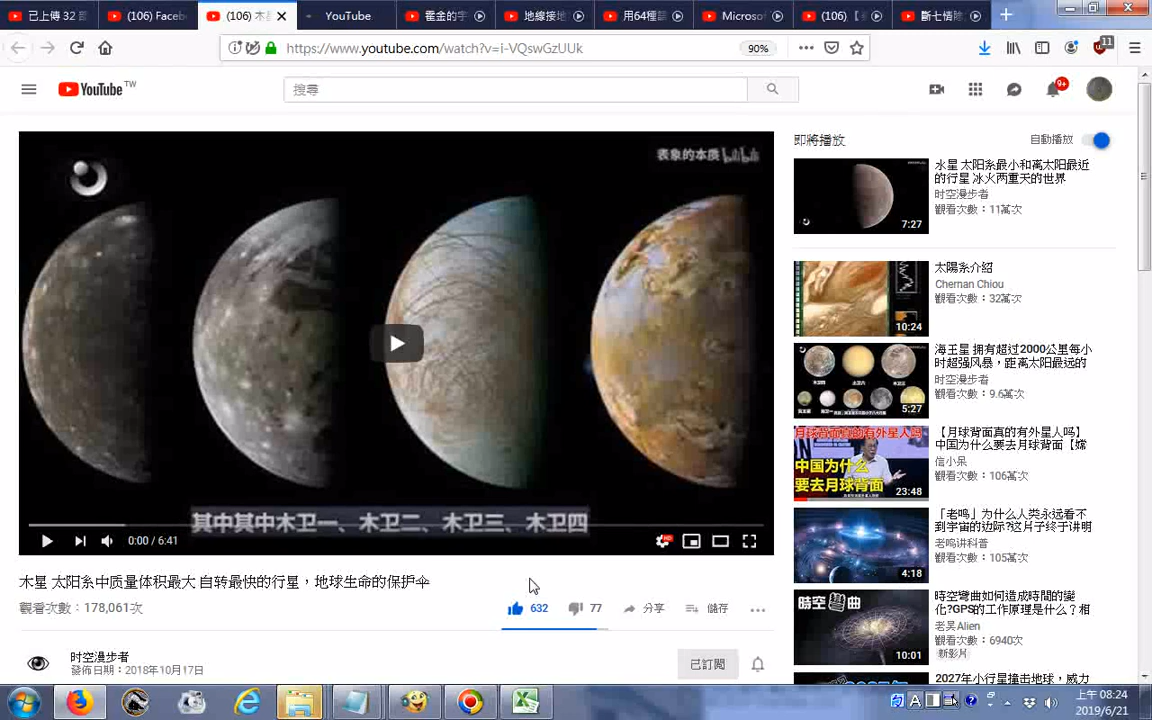 已上傳 32
(106) Faceb
(106) 木星
YouTube
霍金的宇
地線接地
用64種語
Microsof
(106) 【
斷七情
https://www.youtube.com/watch?v=i-VQswGzUUk
90%
11
YouTube TW
搜尋
9+
表象的本质 bilibili
其中其中木卫一、木卫二、木卫三、木卫四
0:00 / 6:41
HD
木星 太阳系中质量体积最大 自转最快的行星，地球生命的保护伞
觀看次數：178,061次
632
77
分享
儲存
时空漫步者
發佈日期：2018年10月17日
已訂閱
即將播放
自動播放
7:27
水星 太阳系最小和离太阳最近
的行星 冰火两重天的世界
时空漫步者
觀看次數：11萬次
10:24
太陽系介紹
Chernan Chiou
觀看次數：32萬次
5:27
海王星 拥有超过2000公里每小
时超强风暴，距离太阳最远的
时空漫步者
觀看次數：9.6萬次
月球背面真的有外星人吗
中国为什么
要去月球背面
23:48
【月球背面真的有外星人吗】
中国为什么要去月球背面【嫦
信小呆
觀看次數：106萬次
4:18
「老鸣」为什么人类永远看不
到宇宙的边际?这片子终于讲明
老鸣讲科普
觀看次數：105萬次
時空彎曲
10:01
時空彎曲如何造成時間的變
化?GPS的工作原理是什么？相
老吴Alien
觀看次數：6940次
新影片
2027年小行星撞击地球，威力
上午 08:24
2019/6/21